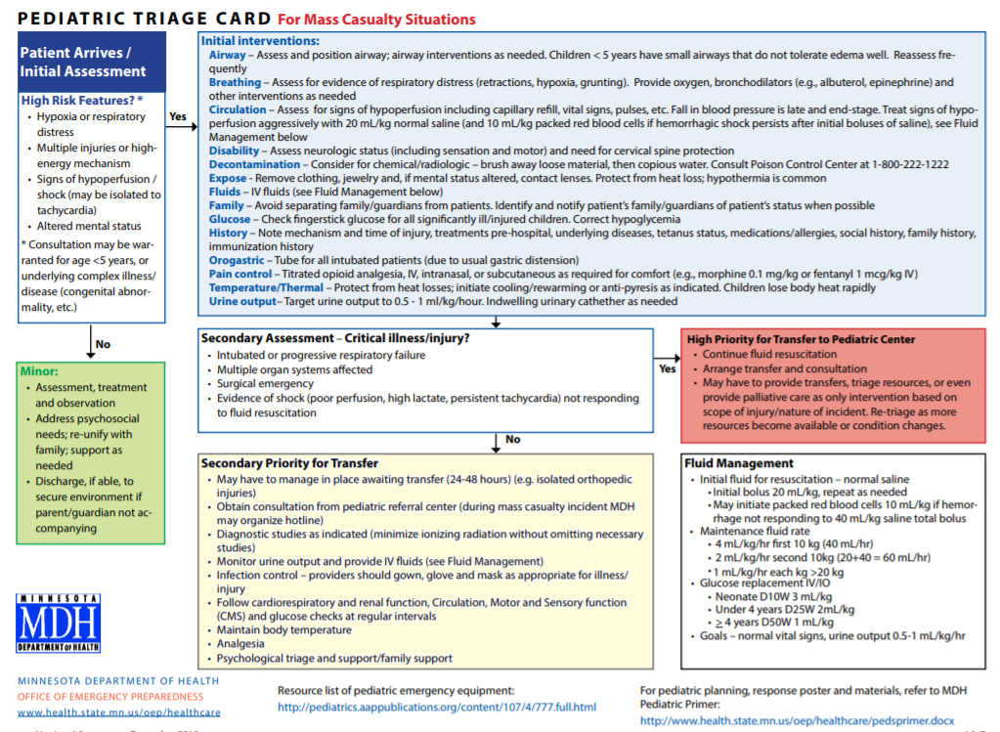 PEDIATRIC TRIAGE CARD For Mass Casualty Situations
Patient Arrives /
Initial Assessment
High Risk Features? *
• Hypoxia or respiratory
distress
• Multiple injuries or high-
energy mechanism
• Signs of hypoperfusion /
shock (may be isolated to
tachycardia)
• Altered mental status
* Consultation may be war-
ranted for age <5 years, or
underlying complex illness/
disease (congenital abnor-
mality, etc.)
Yes
No
Minor:
• Assessment, treatment
and observation
• Address psychosocial
needs; re-unify with
family; support as
needed
• Discharge, if able, to
secure environment if
parent/guardian not ac-
companying
Initial interventions:
Airway – Assess and position airway; airway interventions as needed. Children < 5 years have small airways that do not tolerate edema well. Reassess fre-
quently
Breathing – Assess for evidence of respiratory distress (retractions, hypoxia, grunting). Provide oxygen, bronchodilators (e.g., albuterol, epinephrine) and
other interventions as needed
Circulation – Assess for signs of hypoperfusion including capillary refill, vital signs, pulses, etc. Fall in blood pressure is late and end-stage. Treat signs of hypo-
perfusion aggressively with 20 mL/kg normal saline (and 10 mL/kg packed red blood cells if hemorrhagic shock persists after initial boluses of saline), see Fluid
Management below
Disability – Assess neurologic status (including sensation and motor) and need for cervical spine protection
Decontamination – Consider for chemical/radiologic – brush away loose material, then copious water. Consult Poison Control Center at 1-800-222-1222
Expose - Remove clothing, jewelry and, if mental status altered, contact lenses. Protect from heat loss; hypothermia is common
Fluids – IV fluids (see Fluid Management below)
Family – Avoid separating family/guardians from patients. Identify and notify patient's family/guardians of patient's status when possible
Glucose – Check fingerstick glucose for all significantly ill/injured children. Correct hypoglycemia
History – Note mechanism and time of injury, treatments pre-hospital, underlying diseases, tetanus status, medications/allergies, social history, family history,
immunization history
Orogastric – Tube for all intubated patients (due to usual gastric distension)
Pain control – Titrated opioid analgesia, IV, intranasal, or subcutaneous as required for comfort (e.g., morphine 0.1 mg/kg or fentanyl 1 mcg/kg IV)
Temperature/Thermal – Protect from heat losses; initiate cooling/rewarming or anti-pyresis as indicated. Children lose body heat rapidly
Urine output– Target urine output to 0.5 - 1 ml/kg/hour. Indwelling urinary cathether as needed
Secondary Assessment – Critical illness/injury?
• Intubated or progressive respiratory failure
• Multiple organ systems affected
• Surgical emergency
• Evidence of shock (poor perfusion, high lactate, persistent tachycardia) not responding
to fluid resuscitation
Yes
No
High Priority for Transfer to Pediatric Center
• Continue fluid resuscitation
• Arrange transfer and consultation
• May have to provide transfers, triage resources, or even
provide palliative care as only intervention based on
scope of injury/nature of incident. Re-triage as more
resources become available or condition changes.
Secondary Priority for Transfer
• May have to manage in place awaiting transfer (24-48 hours) (e.g. isolated orthopedic
injuries)
• Obtain consultation from pediatric referral center (during mass casualty incident MDH
may organize hotline)
• Diagnostic studies as indicated (minimize ionizing radiation without omitting necessary
studies)
• Monitor urine output and provide IV fluids (see Fluid Management)
• Infection control – providers should gown, glove and mask as appropriate for illness/
injury
• Follow cardiorespiratory and renal function, Circulation, Motor and Sensory function
(CMS) and glucose checks at regular intervals
• Maintain body temperature
• Analgesia
• Psychological triage and support/family support
Fluid Management
• Initial fluid for resuscitation – normal saline
• Initial bolus 20 mL/kg, repeat as needed
• May initiate packed red blood cells 10 mL/kg if hemor-
rhage not responding to 40 mL/kg saline total bolus
• Maintenance fluid rate
• 4 mL/kg/hr first 10 kg (40 mL/hr)
• 2 mL/kg/hr second 10kg (20+40 = 60 mL/hr)
• 1 mL/kg/hr each kg >20 kg
• Glucose replacement IV/IO
• Neonate D10W 3 mL/kg
• Under 4 years D25W 2mL/kg
• ≥ 4 years D50W 1 mL/kg
• Goals – normal vital signs, urine output 0.5-1 mL/kg/hr
MINNESOTA
MDH
DEPARTMENT OF HEALTH
MINNESOTA DEPARTMENT OF HEALTH
OFFICE OF EMERGENCY PREPAREDNESS
www.health.state.mn.us/oep/healthcare
Resource list of pediatric emergency equipment:
http://pediatrics.aappublications.org/content/107/4/777.full.html
For pediatric planning, response poster and materials, refer to MDH
Pediatric Primer:
http://www.health.state.mn.us/oep/healthcare/pedsprimer.docx